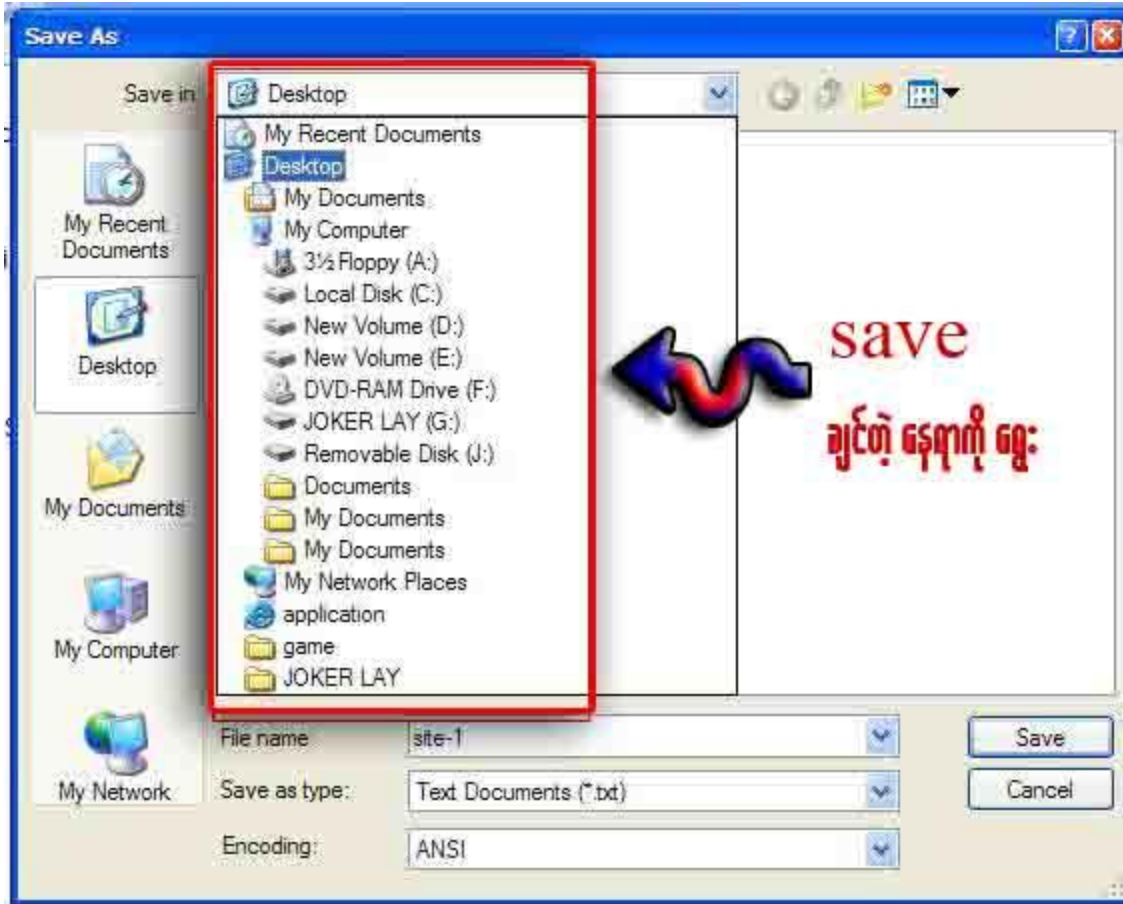 Save As
Save in
Desktop
My Recent Documents
Desktop
My Documents
My Computer
3½ Floppy (A:)
Local Disk (C:)
New Volume (D:)
New Volume (E:)
DVD-RAM Drive (F:)
JOKER LAY (G:)
Removable Disk (J:)
Documents
My Documents
My Documents
My Network Places
application
game
JOKER LAY
My Recent
Documents
Desktop
My Documents
My Computer
My Network
save
ချင်တဲ့ နေရာကို ရွေး
File name
site-1
Save
Save as type:
Text Documents (*.txt)
Cancel
Encoding:
ANSI